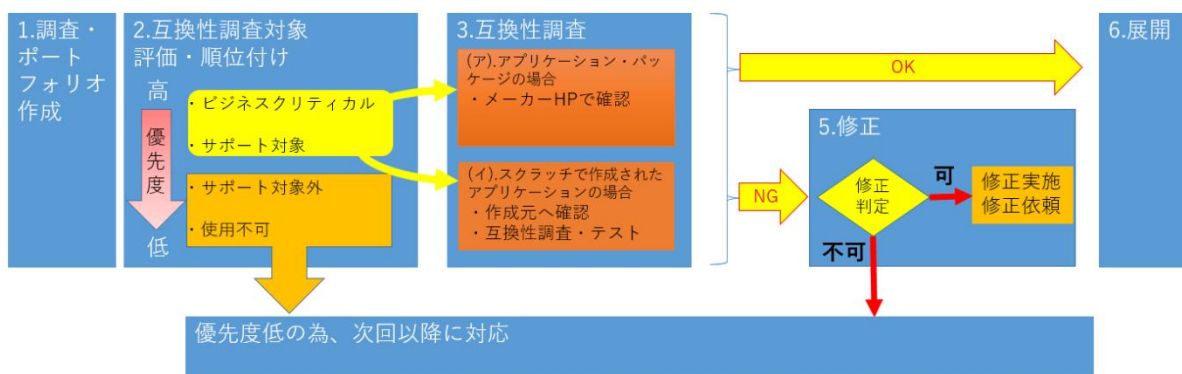 1.調査・
ポート
フォリオ
作成
2.互換性調査対象
評価・順位付け
高
優
先
度
低
・ビジネスクリティカル
・サポート対象
・サポート対象外
・使用不可
3.互換性調査
(ア).アプリケーション・パッ
ケージの場合
・メーカーHPで確認
(イ).スクラッチで作成された
アプリケーションの場合
・作成元へ確認
・互換性調査・テスト
OK
NG
5.修正
修正
判定
可
修正実施
修正依頼
不可
6.展開
優先度低の為、次回以降に対応